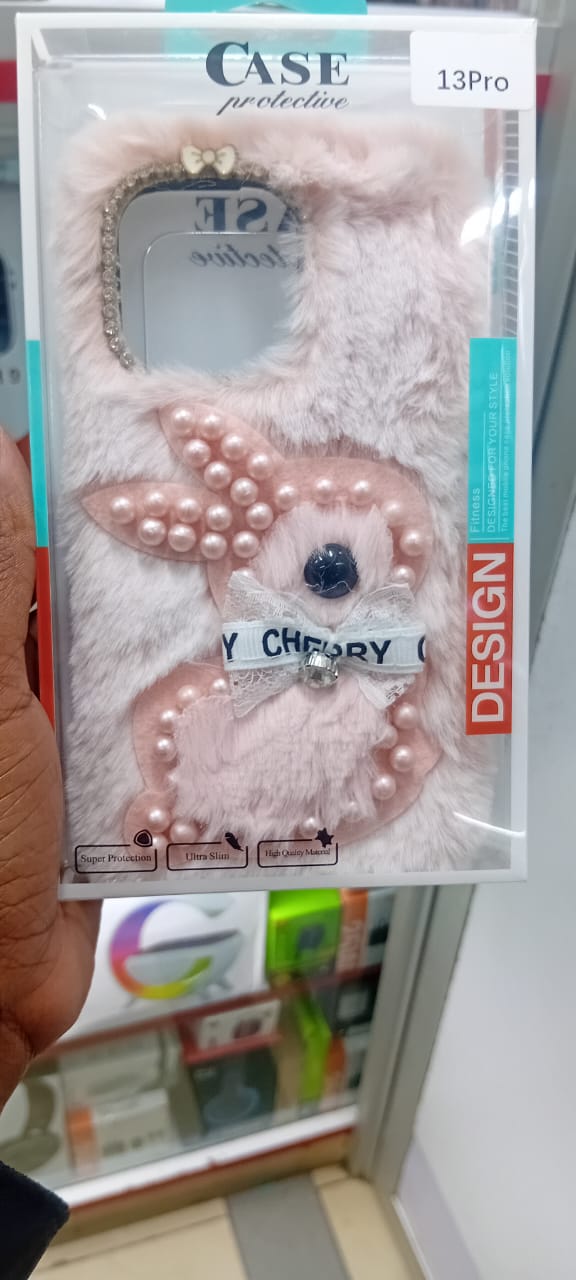 CASE
protective
13Pro
Fitness
DESIGNED FOR YOUR STYLE
DESIGN
Y CHERRY C
Super Protection
Ultra Slim
High Quality Material